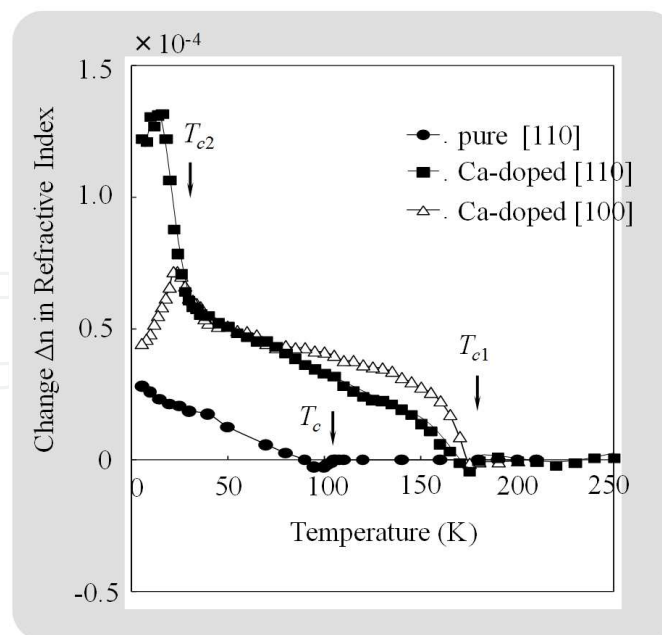 × 10⁻⁴
1.5
1.0
0.5
0
-0.5
Change Δn in Refractive Index
T_c2
. pure [110]
. Ca-doped [110]
. Ca-doped [100]
T_c1
T_c
0 50 100 150 200 250
Temperature (K)